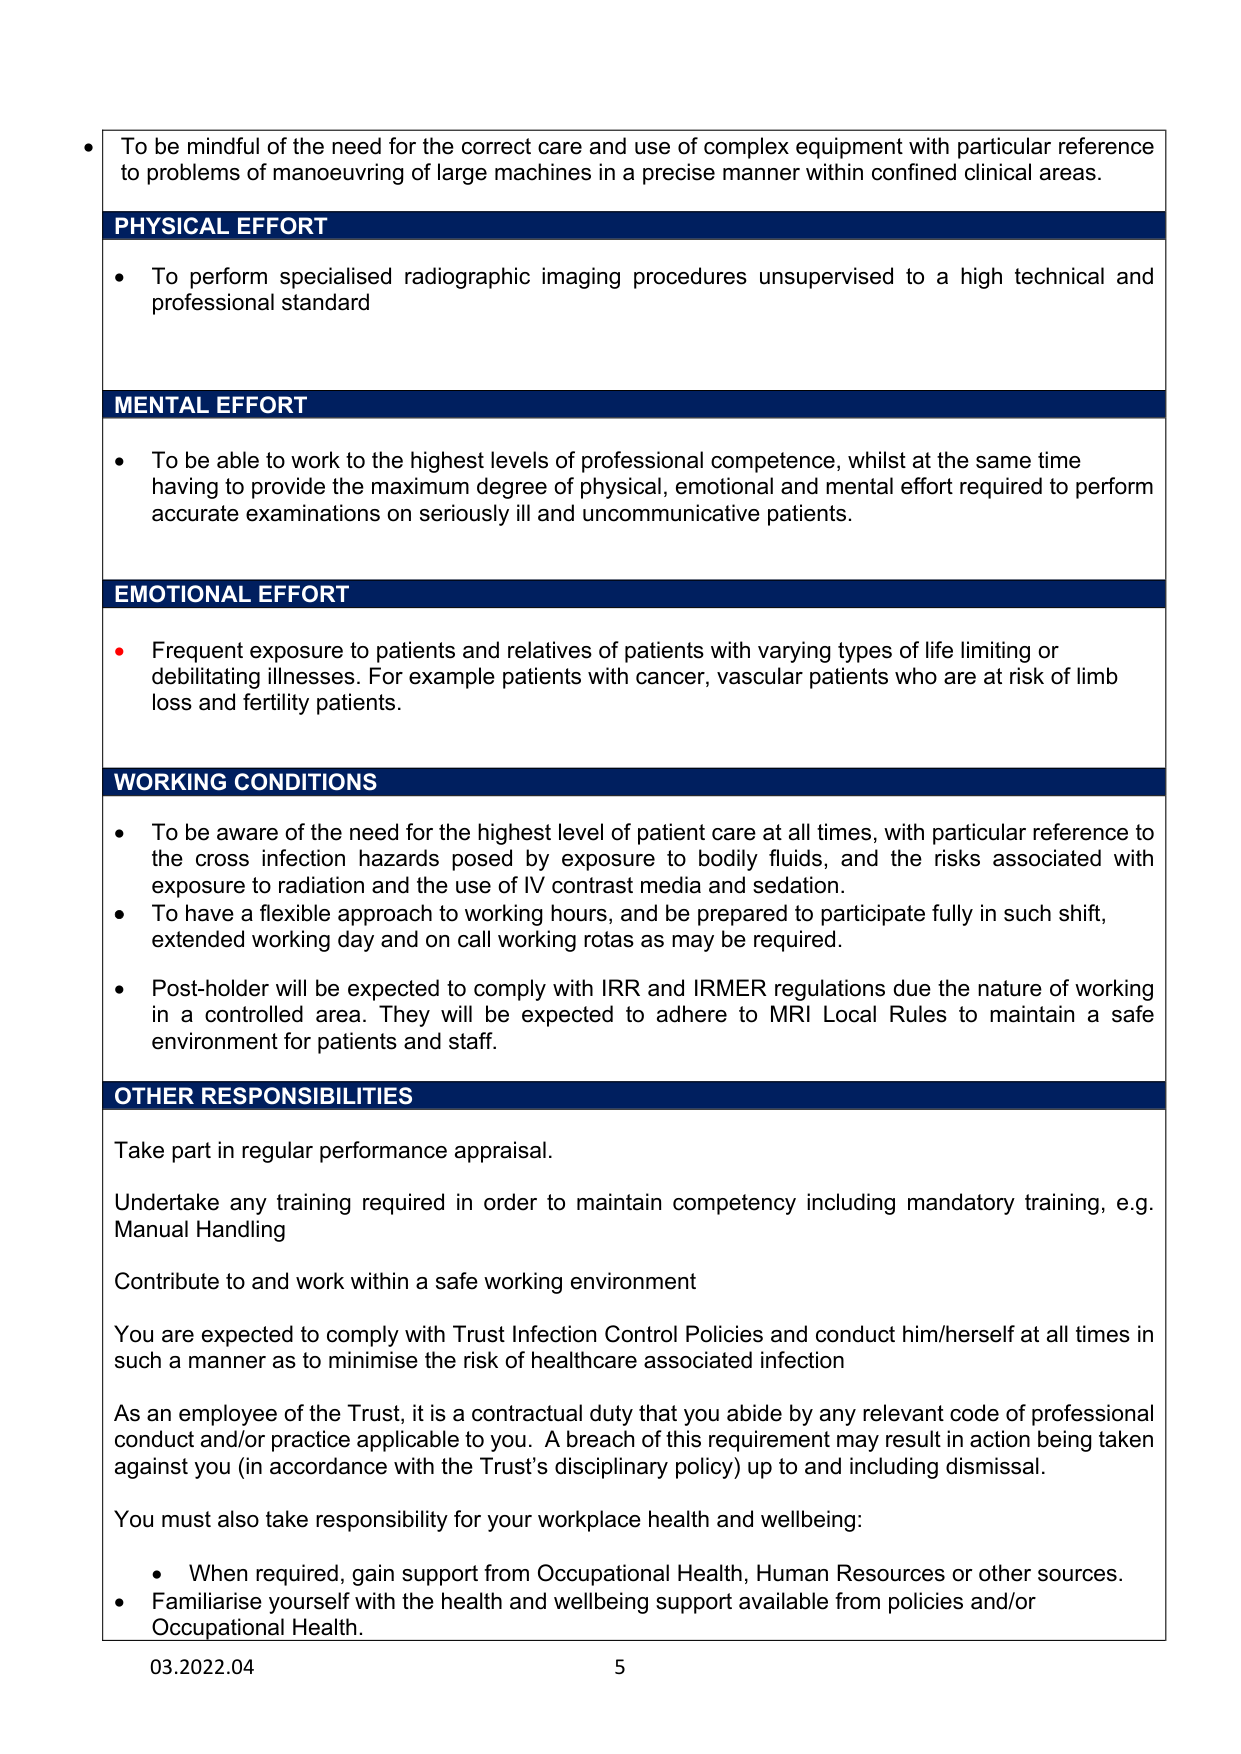 • To be mindful of the need for the correct care and use of complex equipment with particular reference
to problems of manoeuvring of large machines in a precise manner within confined clinical areas.
PHYSICAL EFFORT
• To perform specialised radiographic imaging procedures unsupervised to a high technical and
professional standard
MENTAL EFFORT
• To be able to work to the highest levels of professional competence, whilst at the same time
having to provide the maximum degree of physical, emotional and mental effort required to perform
accurate examinations on seriously ill and uncommunicative patients.
EMOTIONAL EFFORT
• Frequent exposure to patients and relatives of patients with varying types of life limiting or
debilitating illnesses. For example patients with cancer, vascular patients who are at risk of limb
loss and fertility patients.
WORKING CONDITIONS
• To be aware of the need for the highest level of patient care at all times, with particular reference to
the cross infection hazards posed by exposure to bodily fluids, and the risks associated with
exposure to radiation and the use of IV contrast media and sedation.
• To have a flexible approach to working hours, and be prepared to participate fully in such shift,
extended working day and on call working rotas as may be required.
• Post-holder will be expected to comply with IRR and IRMER regulations due the nature of working
in a controlled area. They will be expected to adhere to MRI Local Rules to maintain a safe
environment for patients and staff.
OTHER RESPONSIBILITIES
Take part in regular performance appraisal.
Undertake any training required in order to maintain competency including mandatory training, e.g.
Manual Handling
Contribute to and work within a safe working environment
You are expected to comply with Trust Infection Control Policies and conduct him/herself at all times in
such a manner as to minimise the risk of healthcare associated infection
As an employee of the Trust, it is a contractual duty that you abide by any relevant code of professional
conduct and/or practice applicable to you.  A breach of this requirement may result in action being taken
against you (in accordance with the Trust’s disciplinary policy) up to and including dismissal.
You must also take responsibility for your workplace health and wellbeing:
• When required, gain support from Occupational Health, Human Resources or other sources.
• Familiarise yourself with the health and wellbeing support available from policies and/or
Occupational Health.
03.2022.04 5